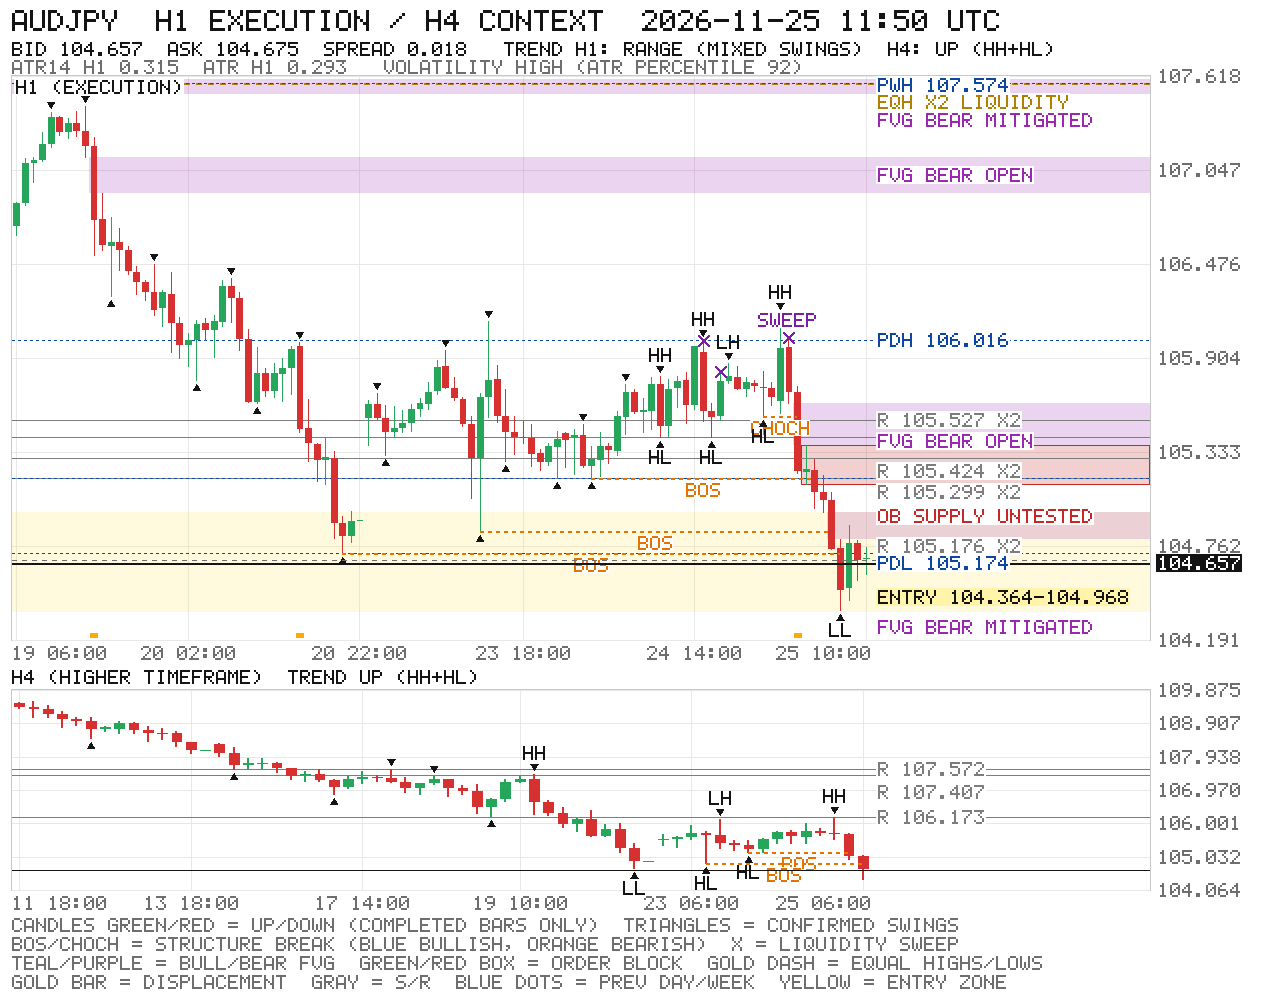 AUDJPY  H1 EXECUTION / H4 CONTEXT  2026-11-25 11:50 UTC
BID 104.657  ASK 104.675  SPREAD 0.018  TREND H1: RANGE (MIXED SWINGS)  H4: UP (HH+HL)
ATR14 H1 0.315  ATR H1 0.293  VOLATILITY HIGH (ATR PERCENTILE 92)
107.618
H1 (EXECUTION)
PWH 107.574
EQH X2 LIQUIDITY
FVG BEAR MITIGATED
107.047
FVG BEAR OPEN
106.476
HH
HH
SWEEP
PDH 106.016
LH
HH
105.904
R 105.527 X2
CHOCH
HL
FVG BEAR OPEN
105.333
HL
HL
R 105.424 X2
BOS
R 105.299 X2
OB SUPPLY UNTESTED
BOS
R 105.176 X2
104.762
BOS
PDL 105.174
104.657
ENTRY 104.364-104.968
LL
FVG BEAR MITIGATED
104.191
19 06:00
20 02:00
20 22:00
23 18:00
24 14:00
25 10:00
H4 (HIGHER TIMEFRAME)  TREND UP (HH+HL)
109.875
108.907
HH
107.938
R 107.572
R 107.407
106.970
LH
HH
R 106.173
106.001
BOS
105.032
HL
BOS
HL
LL
104.064
11 18:00
13 18:00
17 14:00
19 10:00
23 06:00
25 06:00
CANDLES GREEN/RED = UP/DOWN (COMPLETED BARS ONLY)  TRIANGLES = CONFIRMED SWINGS
BOS/CHOCH = STRUCTURE BREAK (BLUE BULLISH, ORANGE BEARISH)  X = LIQUIDITY SWEEP
TEAL/PURPLE = BULL/BEAR FVG  GREEN/RED BOX = ORDER BLOCK  GOLD DASH = EQUAL HIGHS/LOWS
GOLD BAR = DISPLACEMENT  GRAY = S/R  BLUE DOTS = PREV DAY/WEEK  YELLOW = ENTRY ZONE